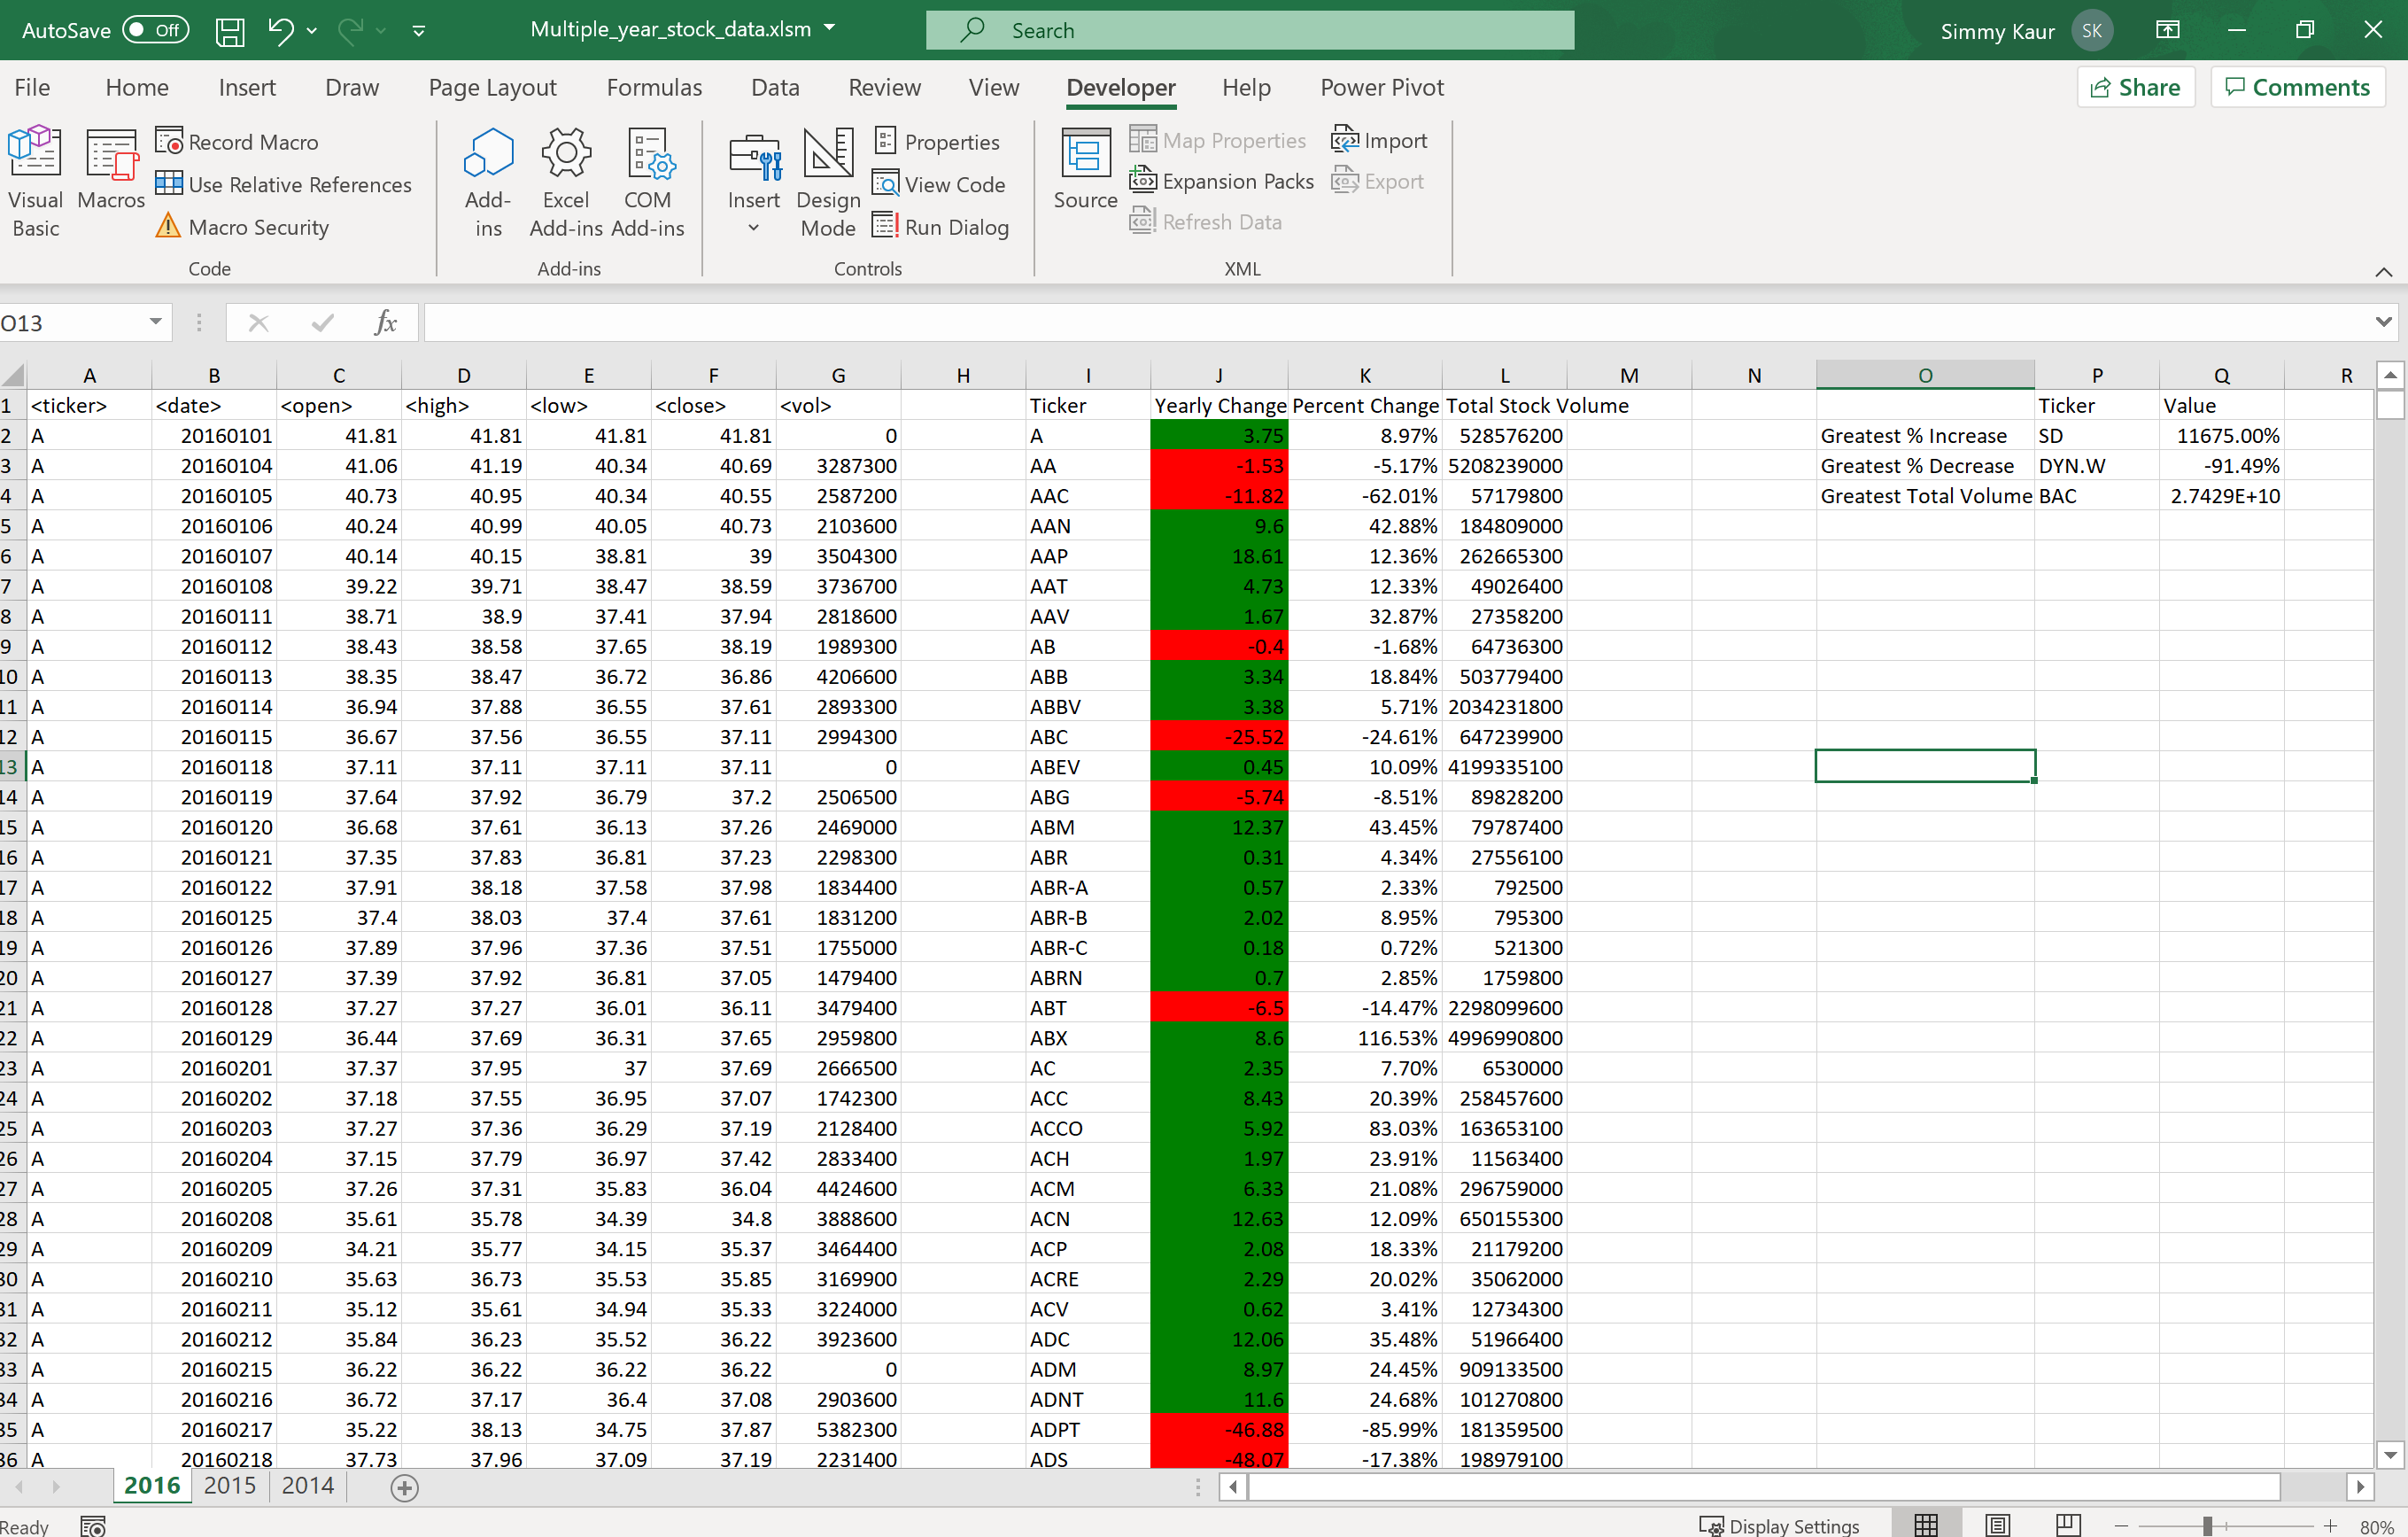 AutoSave Off Multiple_year_stock_data.xlsm Search Simmy Kaur SK
File Home Insert Draw Page Layout Formulas Data Review View Developer Help Power Pivot Share Comments
Visual Basic Macros Record Macro Use Relative References Macro Security
Add-ins Excel Add-ins COM Add-ins
Insert Design Mode Properties View Code Run Dialog
Source Map Properties Expansion Packs Refresh Data Import Export
Code Add-ins Controls XML
O13 fx
A B C D E F G H I J K L M N O P Q R
1 <ticker> <date> <open> <high> <low> <close> <vol> Ticker Yearly Change Percent Change Total Stock Volume Ticker Value
2 A 20160101 41.81 41.81 41.81 41.81 0 A 3.75 8.97% 528576200 Greatest % Increase SD 11675.00%
3 A 20160104 41.06 41.19 40.34 40.69 3287300 AA -1.53 -5.17% 5208239000 Greatest % Decrease DYN.W -91.49%
4 A 20160105 40.73 40.95 40.34 40.55 2587200 AAC -11.82 -62.01% 57179800 Greatest Total Volume BAC 2.7429E+10
5 A 20160106 40.24 40.99 40.05 40.73 2103600 AAN 9.6 42.88% 184809000
6 A 20160107 40.14 40.15 38.81 39 3504300 AAP 18.61 12.36% 262665300
7 A 20160108 39.22 39.71 38.47 38.59 3736700 AAT 4.73 12.33% 49026400
8 A 20160111 38.71 38.9 37.41 37.94 2818600 AAV 1.67 32.87% 27358200
9 A 20160112 38.43 38.58 37.65 38.19 1989300 AB -0.4 -1.68% 64736300
10 A 20160113 38.35 38.47 36.72 36.86 4206600 ABB 3.34 18.84% 503779400
11 A 20160114 36.94 37.88 36.55 37.61 2893300 ABBV 3.38 5.71% 2034231800
12 A 20160115 36.67 37.56 36.55 37.11 2994300 ABC -25.52 -24.61% 647239900
13 A 20160118 37.11 37.11 37.11 37.11 0 ABEV 0.45 10.09% 4199335100
14 A 20160119 37.64 37.92 36.79 37.2 2506500 ABG -5.74 -8.51% 89828200
15 A 20160120 36.68 37.61 36.13 37.26 2469000 ABM 12.37 43.45% 79787400
16 A 20160121 37.35 37.83 36.81 37.23 2298300 ABR 0.31 4.34% 27556100
17 A 20160122 37.91 38.18 37.58 37.98 1834400 ABR-A 0.57 2.33% 792500
18 A 20160125 37.4 38.03 37.4 37.61 1831200 ABR-B 2.02 8.95% 795300
19 A 20160126 37.89 37.96 37.36 37.51 1755000 ABR-C 0.18 0.72% 521300
20 A 20160127 37.39 37.92 36.81 37.05 1479400 ABRN 0.7 2.85% 1759800
21 A 20160128 37.27 37.27 36.01 36.11 3479400 ABT -6.5 -14.47% 2298099600
22 A 20160129 36.44 37.69 36.31 37.65 2959800 ABX 8.6 116.53% 4996990800
23 A 20160201 37.37 37.95 37 37.69 2666500 AC 2.35 7.70% 6530000
24 A 20160202 37.18 37.55 36.95 37.07 1742300 ACC 8.43 20.39% 258457600
25 A 20160203 37.27 37.36 36.29 37.19 2128400 ACCO 5.92 83.03% 163653100
26 A 20160204 37.15 37.79 36.97 37.42 2833400 ACH 1.97 23.91% 11563400
27 A 20160205 37.26 37.31 35.83 36.04 4424600 ACM 6.33 21.08% 296759000
28 A 20160208 35.61 35.78 34.39 34.8 3888600 ACN 12.63 12.09% 650155300
29 A 20160209 34.21 35.77 34.15 35.37 3464400 ACP 2.08 18.33% 21179200
30 A 20160210 35.63 36.73 35.53 35.85 3169900 ACRE 2.29 20.02% 35062000
31 A 20160211 35.12 35.61 34.94 35.33 3224000 ACV 0.62 3.41% 12734300
32 A 20160212 35.84 36.23 35.52 36.22 3923600 ADC 12.06 35.48% 51966400
33 A 20160215 36.22 36.22 36.22 36.22 0 ADM 8.97 24.45% 909133500
34 A 20160216 36.72 37.17 36.4 37.08 2903600 ADNT 11.6 24.68% 101270800
35 A 20160217 35.22 38.13 34.75 37.87 5382300 ADPT -46.88 -85.99% 181359500
36 A 20160218 37.73 37.96 37.09 37.19 2231400 ADS -48.07 -17.38% 198979100
2016 2015 2014
Ready Display Settings 80%